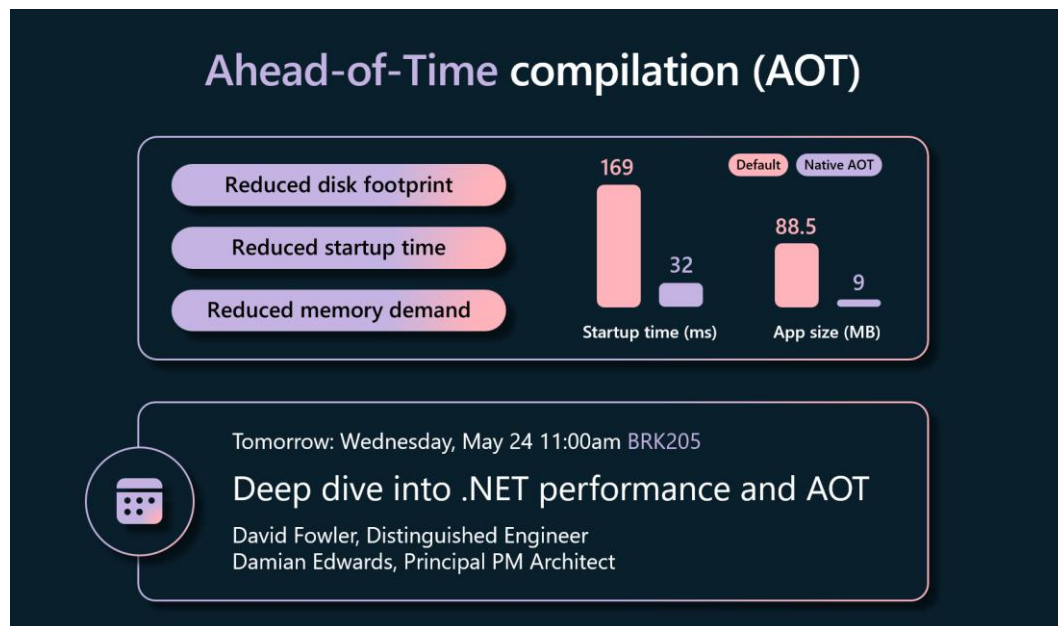 Ahead-of-Time compilation (AOT)
Reduced disk footprint
Reduced startup time
Reduced memory demand
Default
Native AOT
169
32
Startup time (ms)
88.5
9
App size (MB)
Tomorrow: Wednesday, May 24 11:00am BRK205
Deep dive into .NET performance and AOT
David Fowler, Distinguished Engineer
Damian Edwards, Principal PM Architect